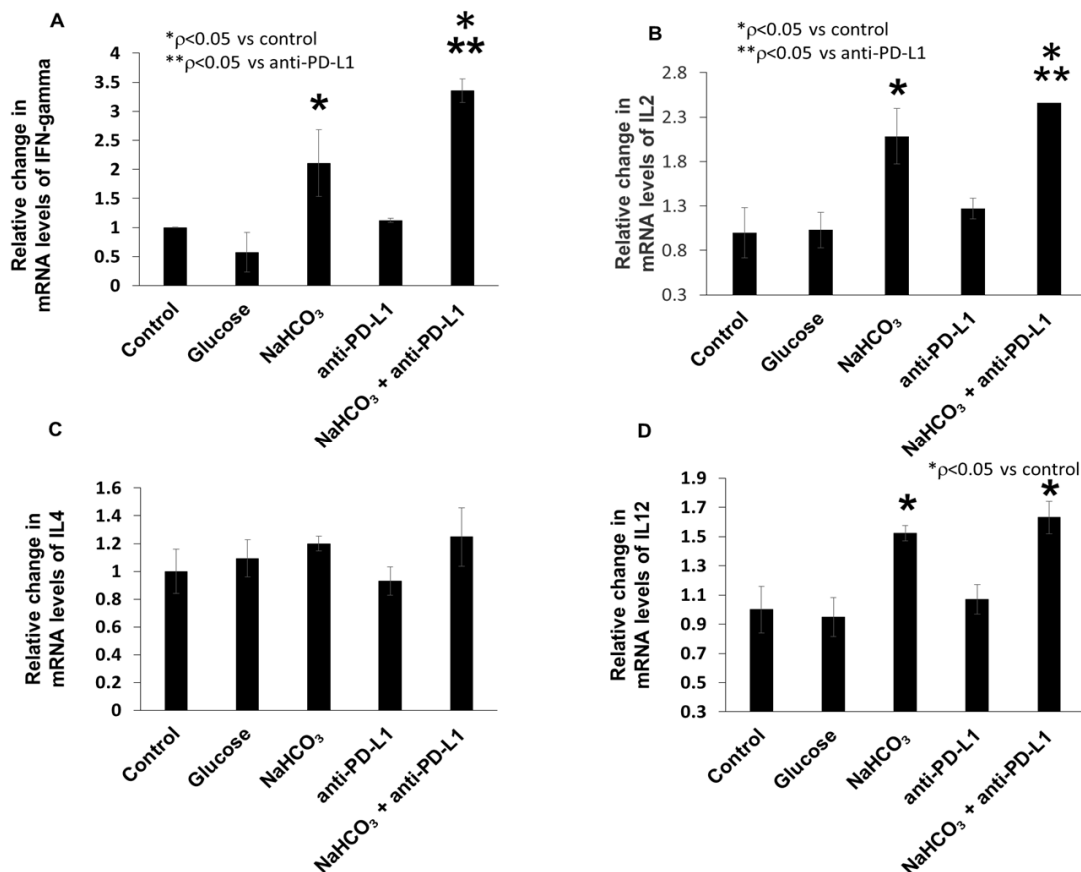 A
*ρ<0.05 vs control
**ρ<0.05 vs anti-PD-L1
Relative change in
mRNA levels of IFN-gamma
4
3.5
3
2.5
2
1.5
1
0.5
0
*
*
**
Control
Glucose
NaHCO₃
anti-PD-L1
NaHCO₃ + anti-PD-L1
B
*ρ<0.05 vs control
**ρ<0.05 vs anti-PD-L1
Relative change in
mRNA levels of IL2
2.8
2.3
1.8
1.3
0.8
0.3
*
*
**
Control
Glucose
NaHCO₃
anti-PD-L1
NaHCO₃ + anti-PD-L1
C
Relative change in
mRNA levels of IL4
1.6
1.4
1.2
1
0.8
0.6
0.4
0.2
0
Control
Glucose
NaHCO₃
anti-PD-L1
NaHCO₃ + anti-PD-L1
D
*ρ<0.05 vs control
Relative change in
mRNA levels of IL12
1.9
1.7
1.5
1.3
1.1
0.9
0.7
0.5
0.3
*
*
Control
Glucose
NaHCO₃
anti-PD-L1
NaHCO₃ + anti-PD-L1